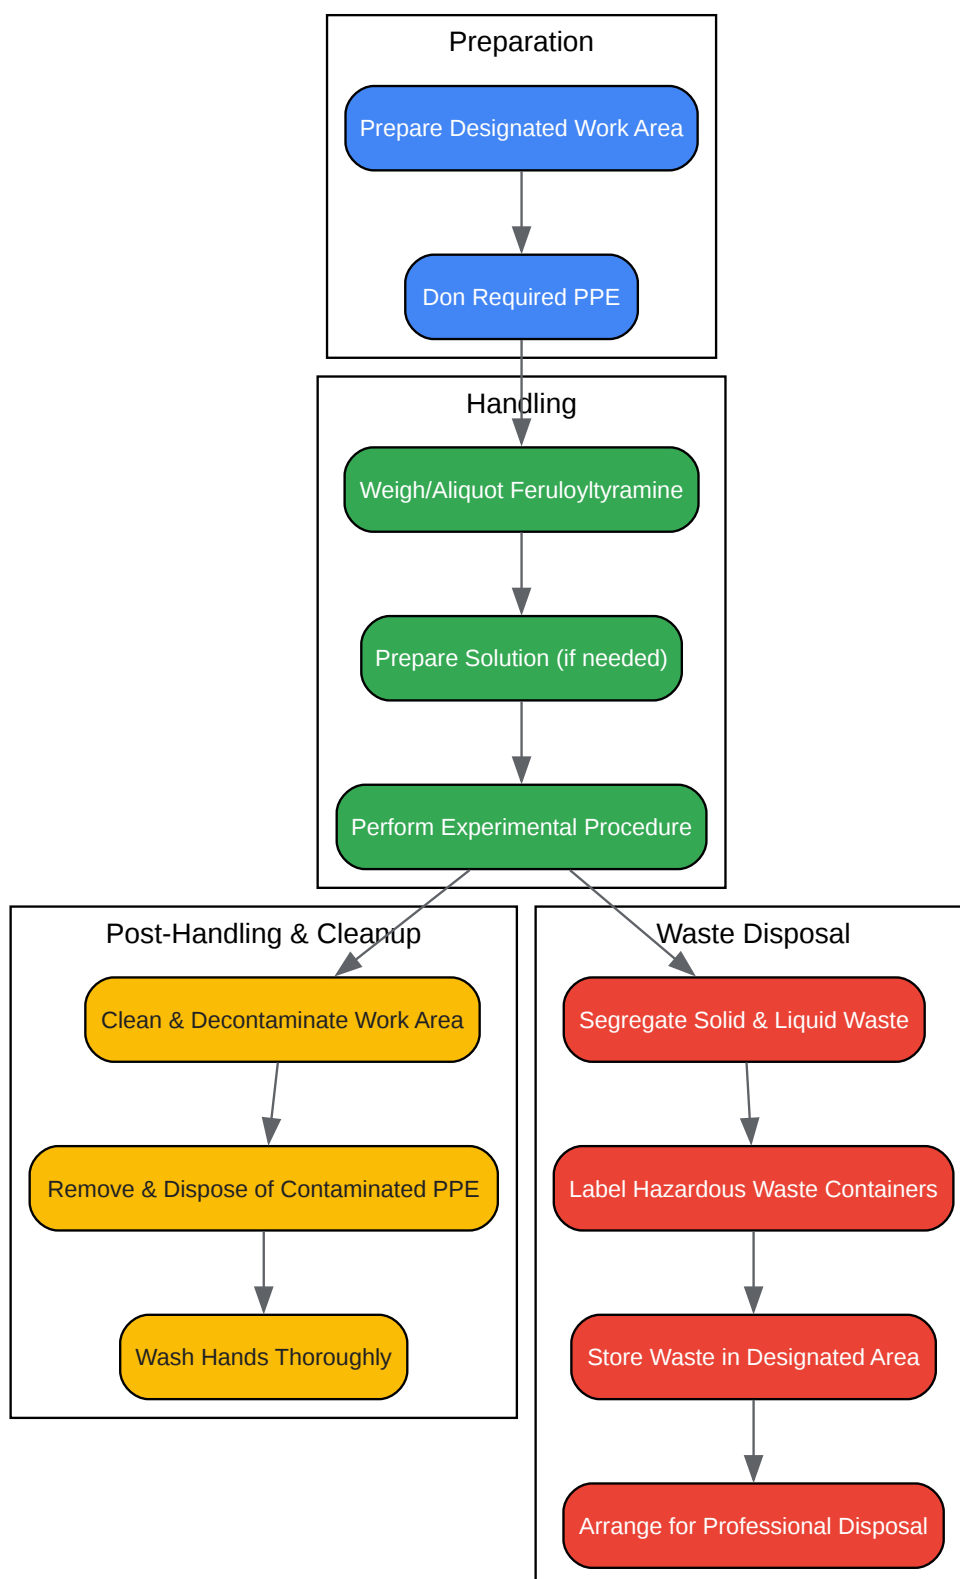 Preparation
Prepare Designated Work Area
Don Required PPE
Handling
Weigh/Aliquot Feruloyltyramine
Prepare Solution (if needed)
Perform Experimental Procedure
Post-Handling & Cleanup
Clean & Decontaminate Work Area
Remove & Dispose of Contaminated PPE
Wash Hands Thoroughly
Waste Disposal
Segregate Solid & Liquid Waste
Label Hazardous Waste Containers
Store Waste in Designated Area
Arrange for Professional Disposal